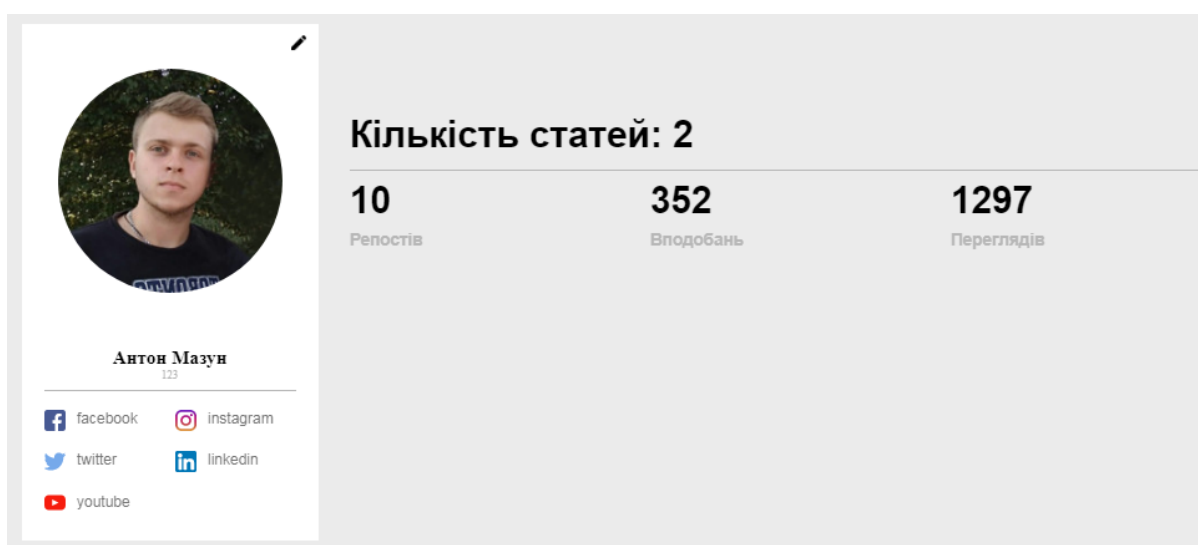 Кількість статей: 2
10 352 1297
Репостів Вподобань Переглядів
Антон Мазун
123
facebook instagram
twitter linkedin
youtube